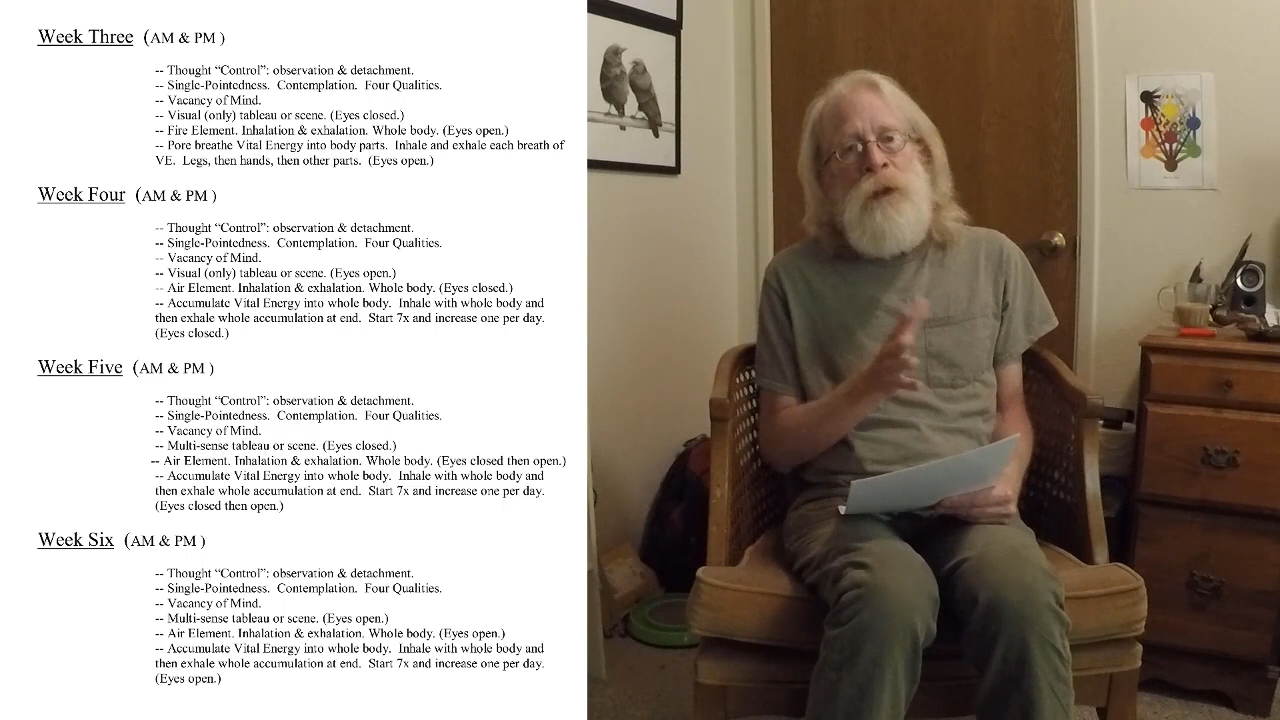 Week Three (AM & PM )
-- Thought “Control”: observation & detachment.
-- Single-Pointedness. Contemplation. Four Qualities.
-- Vacancy of Mind.
-- Visual (only) tableau or scene. (Eyes closed.)
-- Fire Element. Inhalation & exhalation. Whole body. (Eyes open.)
-- Pore breathe Vital Energy into body parts. Inhale and exhale each breath of
VE. Legs, then hands, then other parts. (Eyes open.)
Week Four (AM & PM )
-- Thought “Control”: observation & detachment.
-- Single-Pointedness. Contemplation. Four Qualities.
-- Vacancy of Mind.
-- Visual (only) tableau or scene. (Eyes open.)
-- Air Element. Inhalation & exhalation. Whole body. (Eyes closed.)
-- Accumulate Vital Energy into whole body. Inhale with whole body and
then exhale whole accumulation at end. Start 7x and increase one per day.
(Eyes closed.)
Week Five (AM & PM )
-- Thought “Control”: observation & detachment.
-- Single-Pointedness. Contemplation. Four Qualities.
-- Vacancy of Mind.
-- Multi-sense tableau or scene. (Eyes closed.)
-- Air Element. Inhalation & exhalation. Whole body. (Eyes closed then open.)
-- Accumulate Vital Energy into whole body. Inhale with whole body and
then exhale whole accumulation at end. Start 7x and increase one per day.
(Eyes closed then open.)
Week Six (AM & PM )
-- Thought “Control”: observation & detachment.
-- Single-Pointedness. Contemplation. Four Qualities.
-- Vacancy of Mind.
-- Multi-sense tableau or scene. (Eyes open.)
-- Air Element. Inhalation & exhalation. Whole body. (Eyes open.)
-- Accumulate Vital Energy into whole body. Inhale with whole body and
then exhale whole accumulation at end. Start 7x and increase one per day.
(Eyes open.)